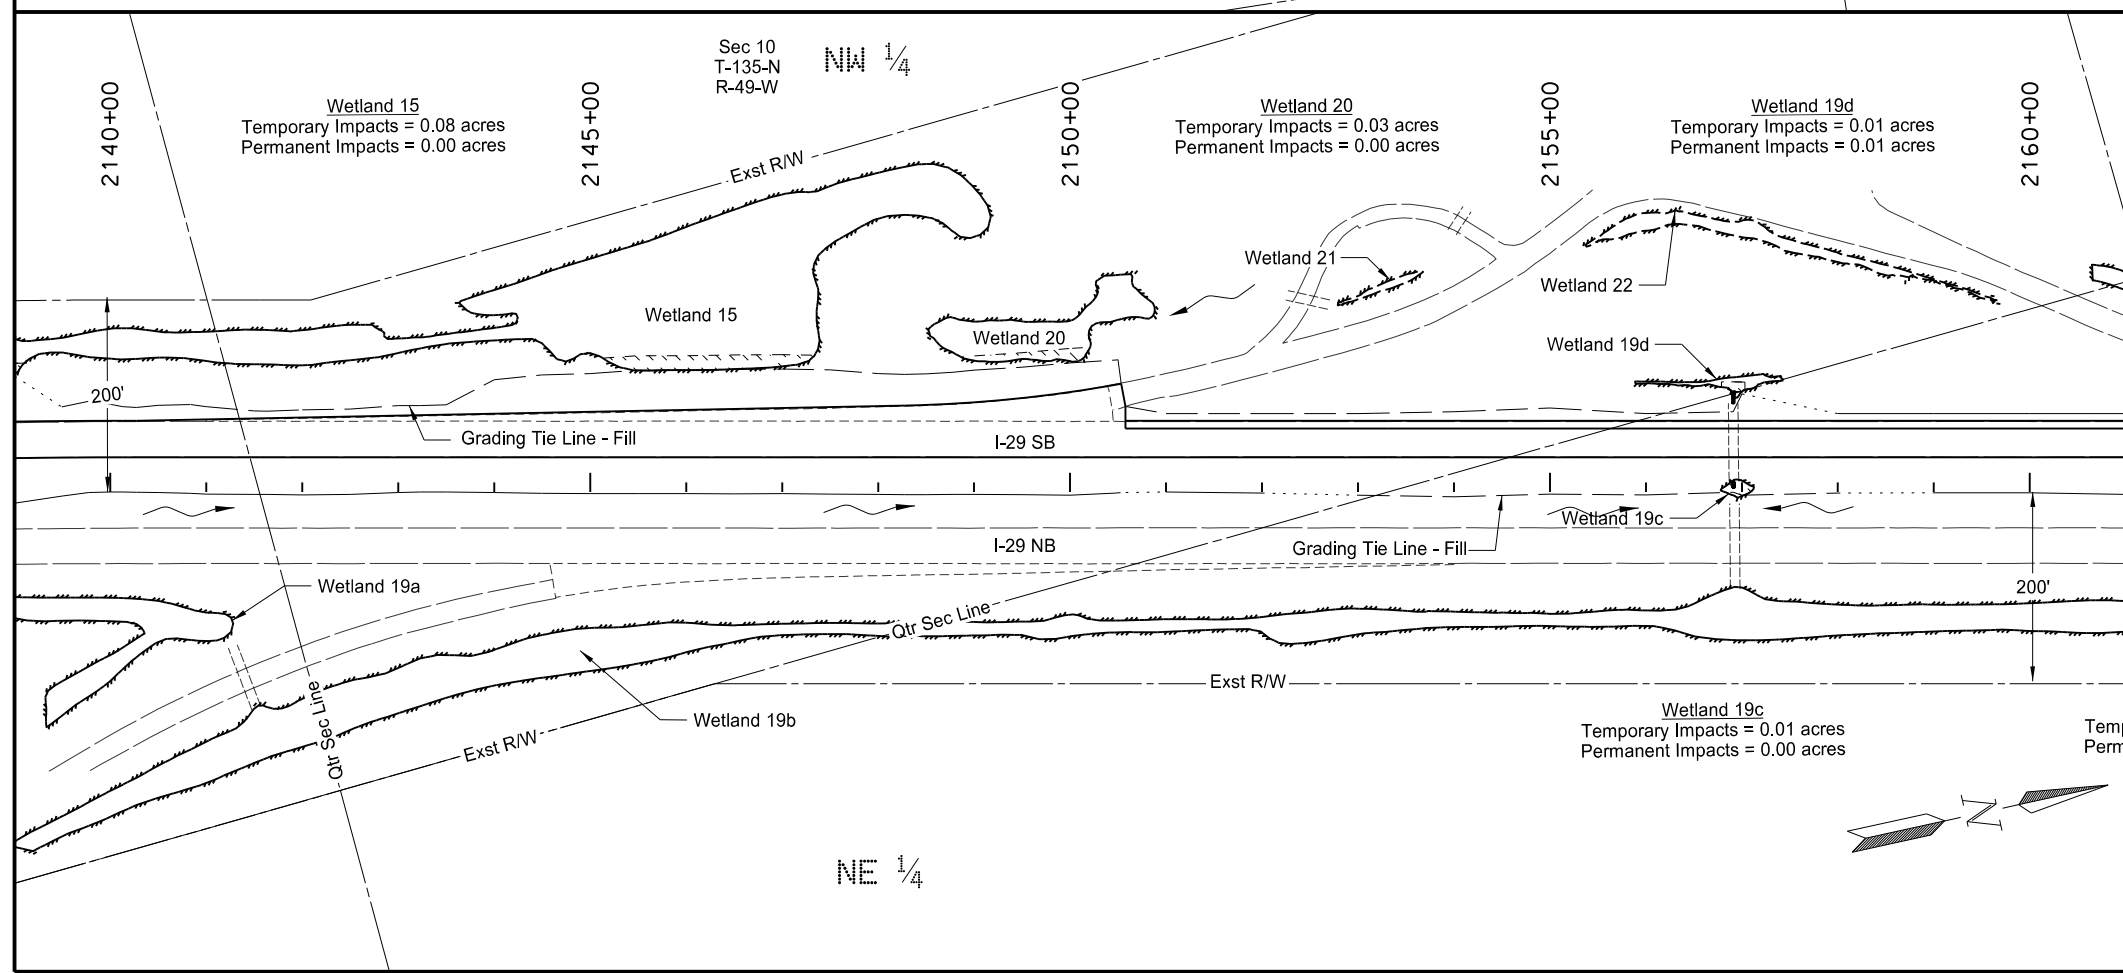 Sec 10
T-135-N
R-49-W
NW 1/4
2140+00
2145+00
2150+00
2155+00
2160+00
Wetland 15
Temporary Impacts = 0.08 acres
Permanent Impacts = 0.00 acres
Wetland 20
Temporary Impacts = 0.03 acres
Permanent Impacts = 0.00 acres
Wetland 19d
Temporary Impacts = 0.01 acres
Permanent Impacts = 0.01 acres
Exst R/W
Wetland 21
Wetland 22
Wetland 15
Wetland 20
Wetland 19d
200'
Grading Tie Line - Fill
I-29 SB
Wetland 19c
I-29 NB
Grading Tie Line - Fill
Wetland 19a
200'
Qtr Sec Line
Exst R/W
Qtr Sec Line
Wetland 19b
Exst R/W
Wetland 19c
Temporary Impacts = 0.01 acres
Permanent Impacts = 0.00 acres
Temp
Perm
N
NE 1/4